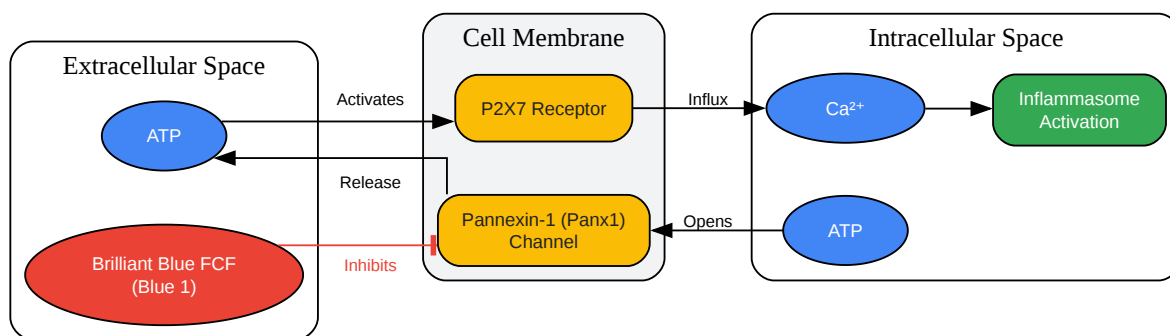 Extracellular Space
ATP
Brilliant Blue FCF
(Blue 1)
Activates
Release
Inhibits
Cell Membrane
P2X7 Receptor
Pannexin-1 (Panx1)
Channel
Influx
Opens
Intracellular Space
Ca²⁺
Inflammasome
Activation
ATP